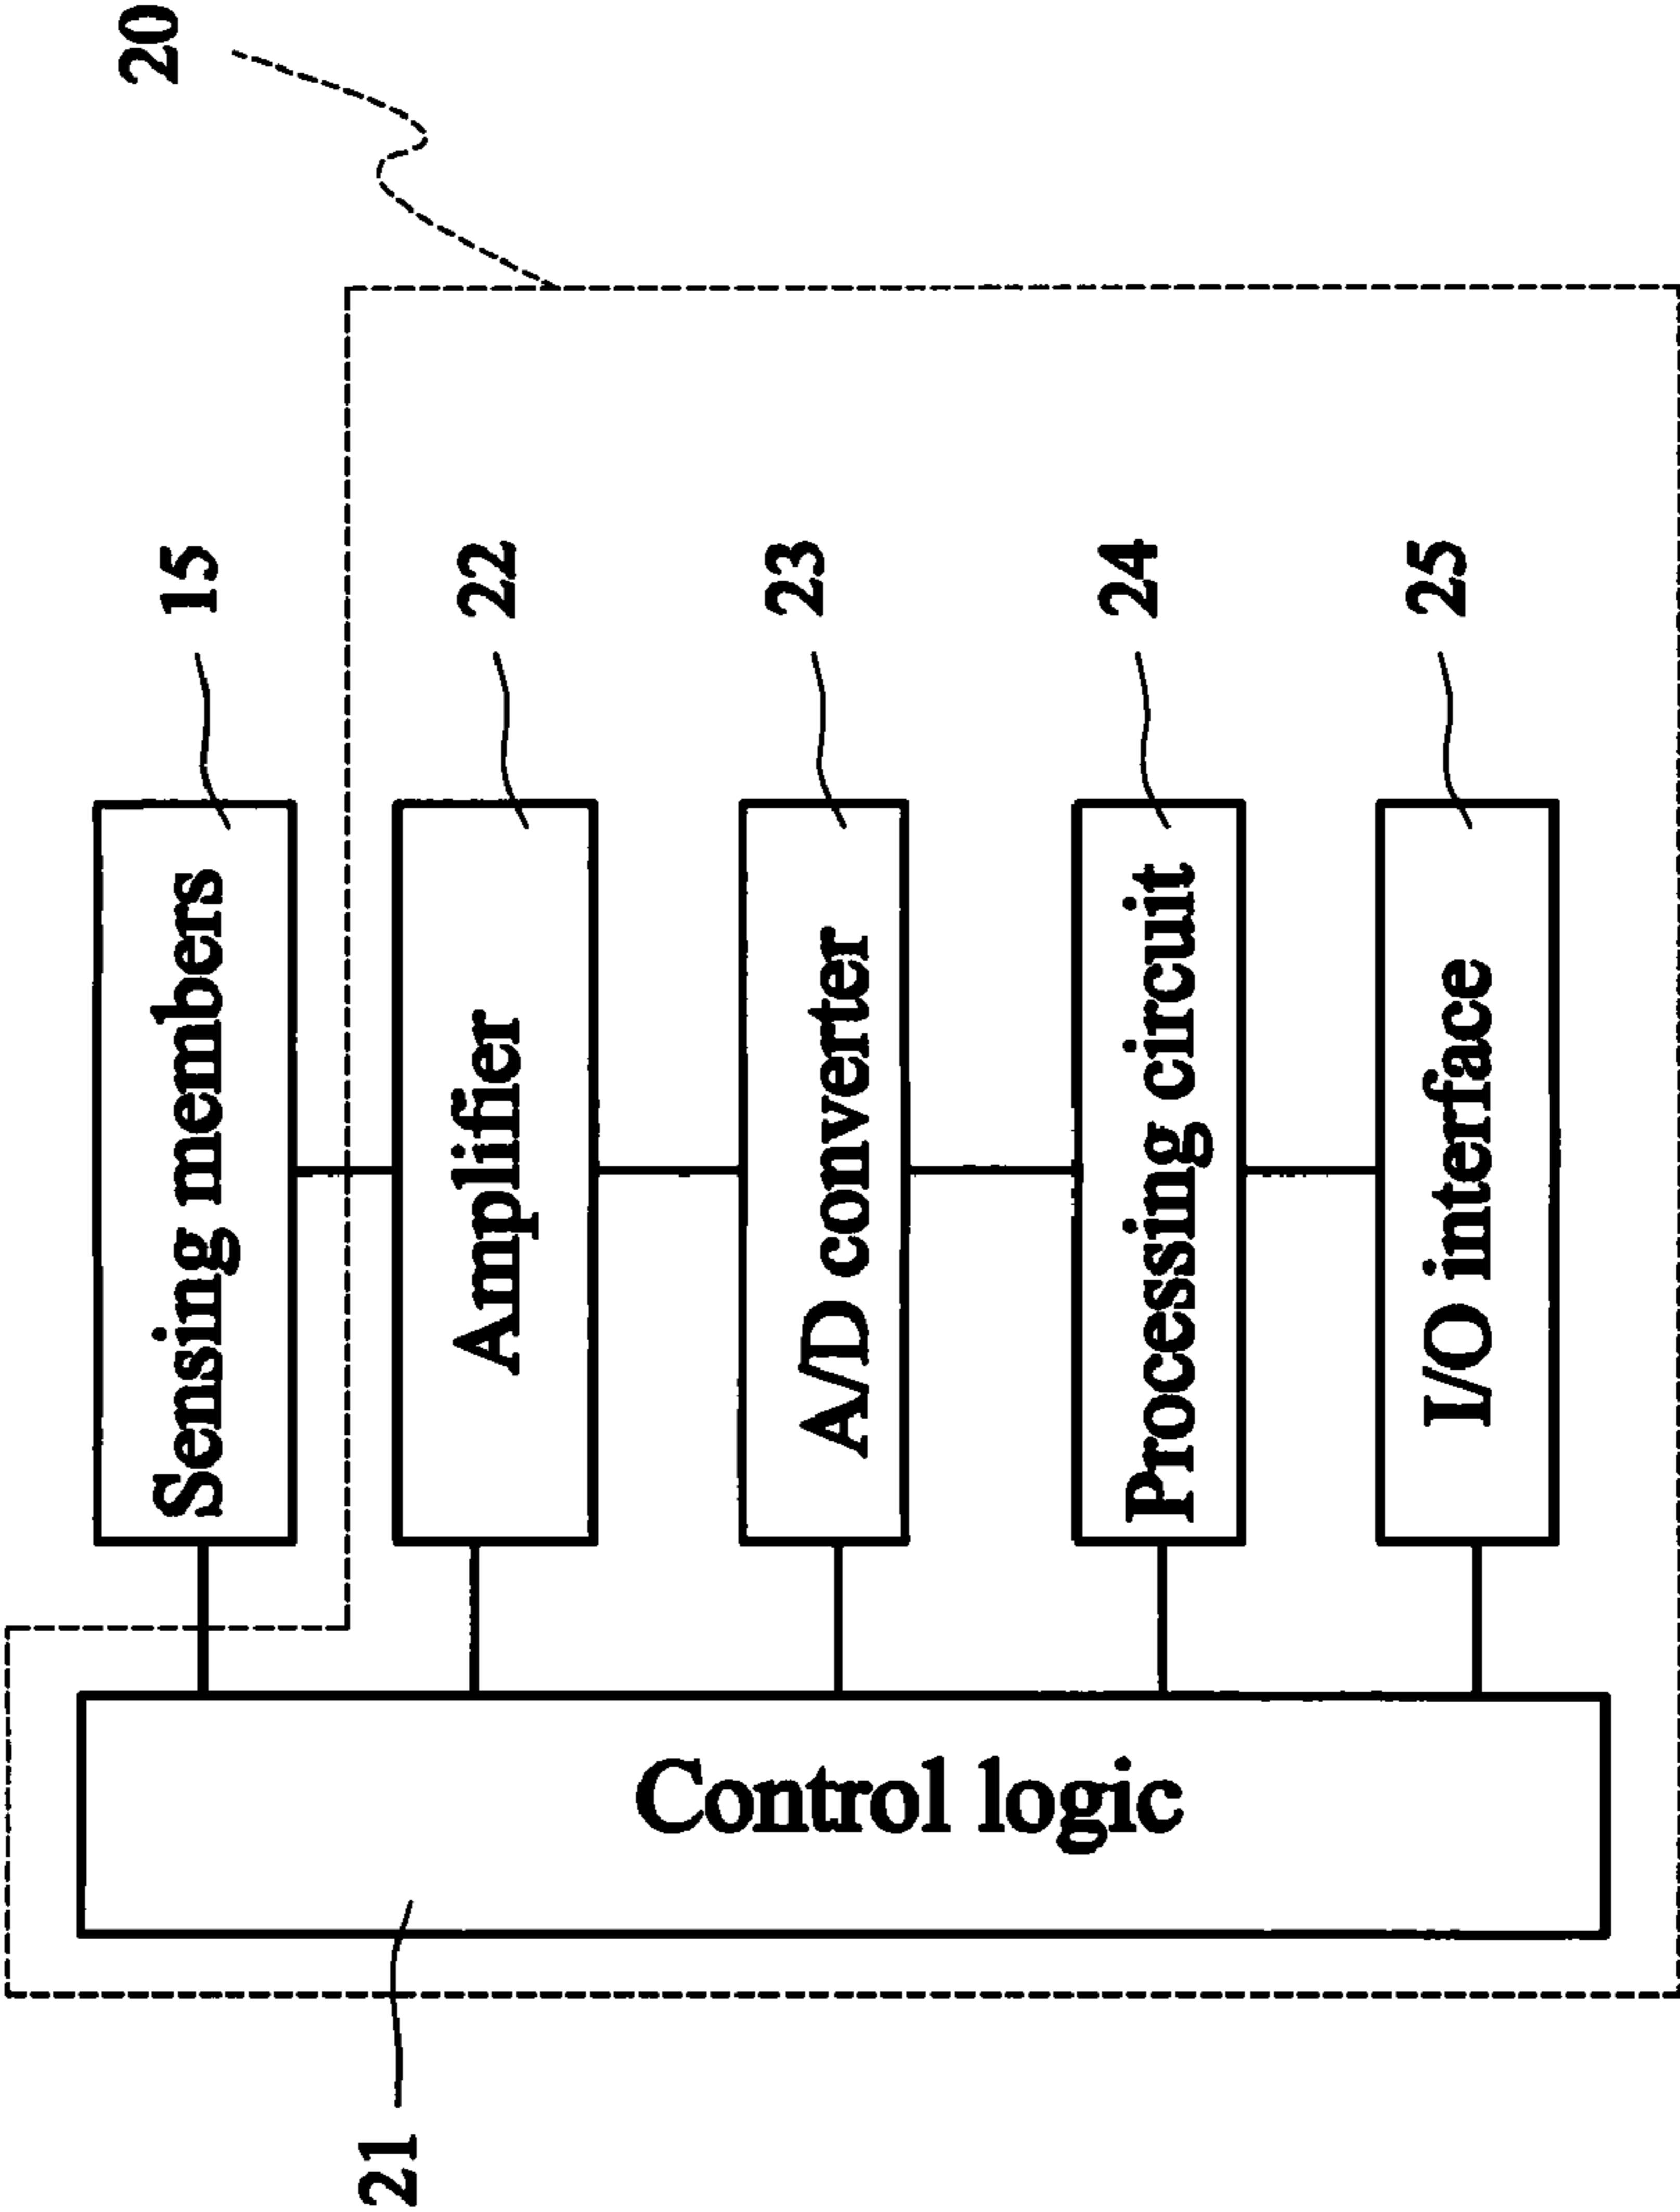 20
15
22
23
24
25
Sensing members
Amplifier
A/D converter
Processing circuit
I/O interface
Control logic
21